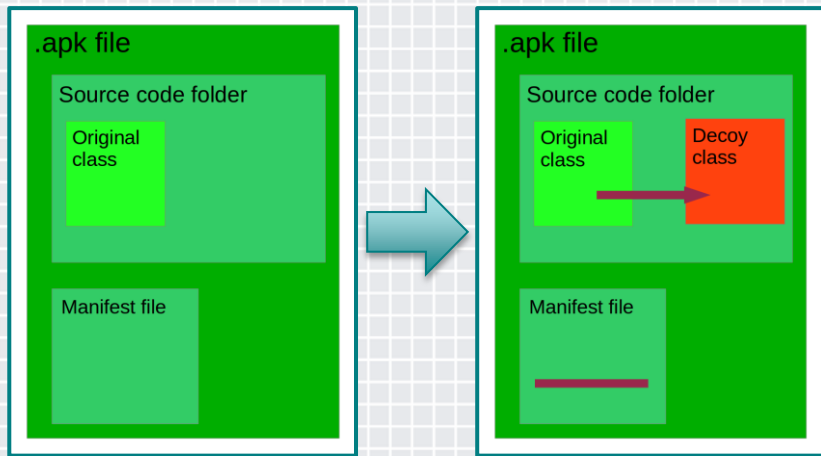 .apk file
Source code folder
Original
class
Manifest file
.apk file
Source code folder
Original
class
Decoy
class
Manifest file